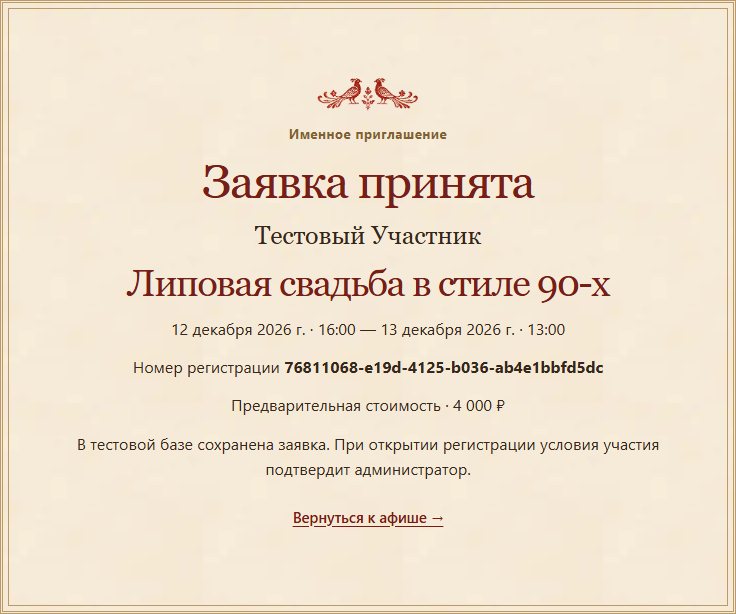 Именное приглашение
Заявка принята
Тестовый Участник
Липовая свадьба в стиле 90-х
12 декабря 2026 г. · 16:00 — 13 декабря 2026 г. · 13:00
Номер регистрации 76811068-e19d-4125-b036-ab4e1bbfd5dc
Предварительная стоимость · 4 000 ₽
В тестовой базе сохранена заявка. При открытии регистрации условия участия
подтвердит администратор.
Вернуться к афише →